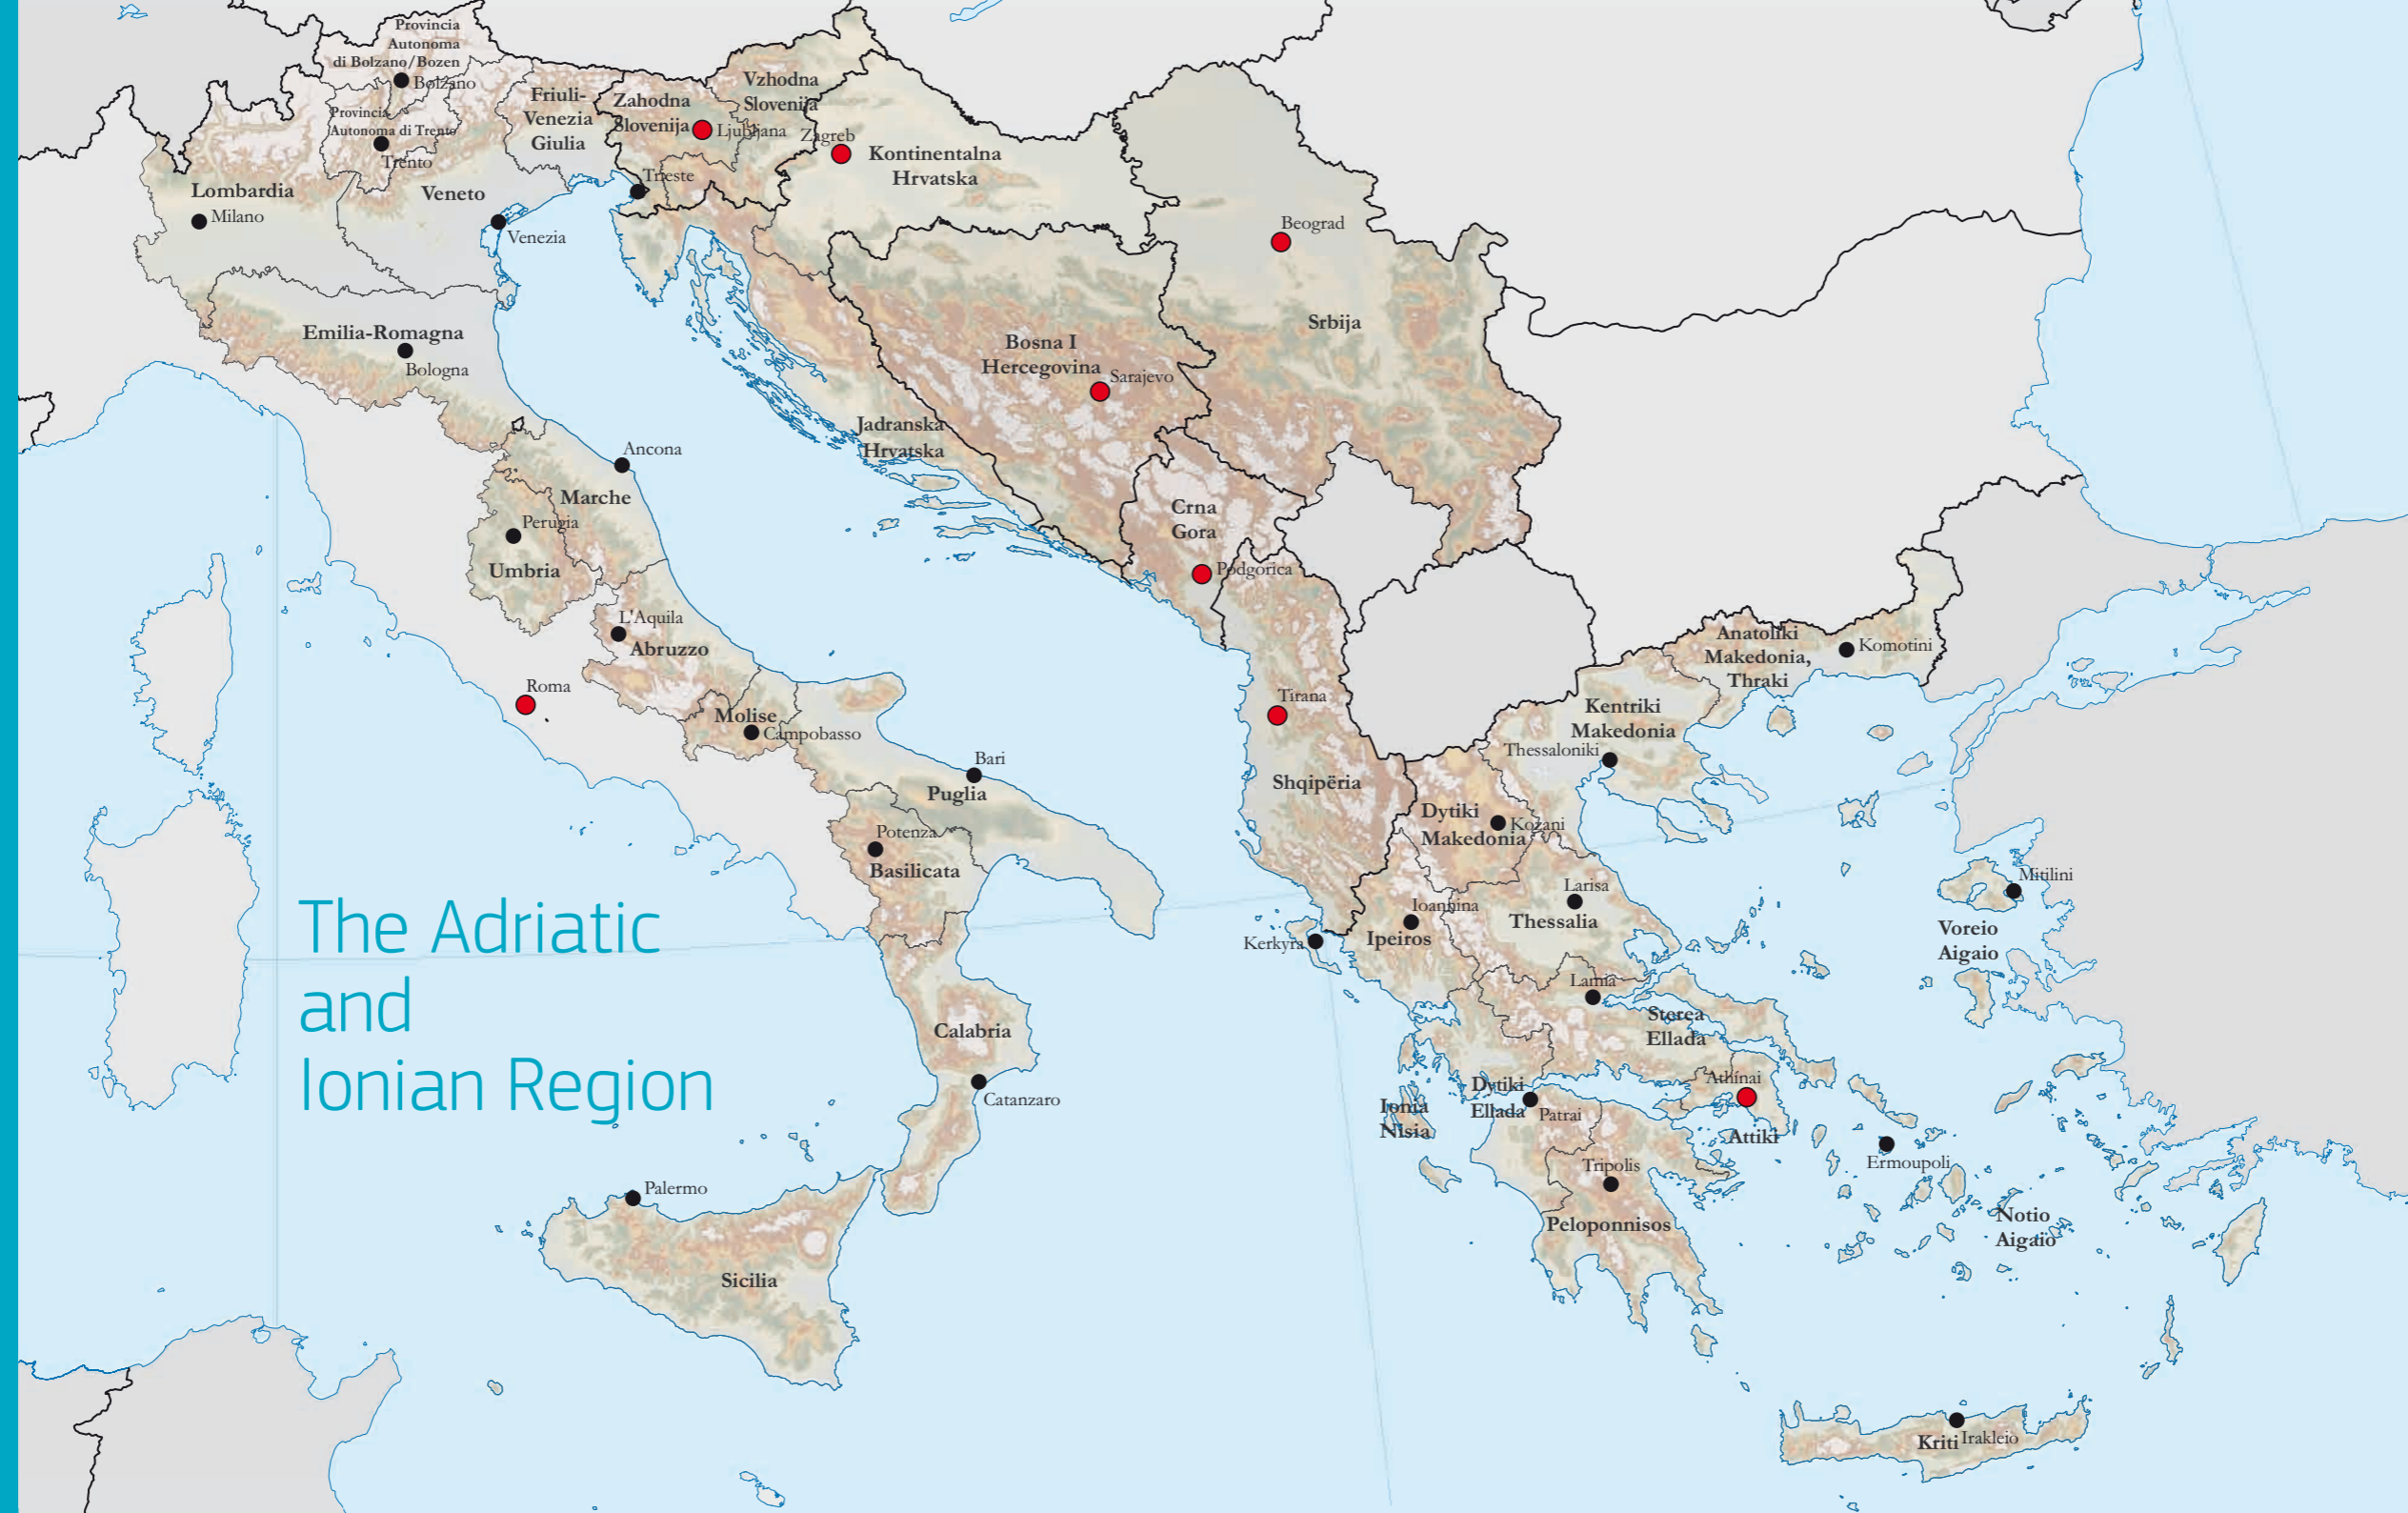 Provincia
Autonoma
di Bolzano/Bozen
Bolzano
Provincia
Autonoma di Trento
Trento
Friuli-
Venezia
Giulia
Zahodna
Slovenija
Ljubljana
Vzhodna
Slovenija
Zagreb
Kontinentalna
Hrvatska
Trieste
Lombardia
Milano
Veneto
Venezia
Beograd
Srbija
Emilia-Romagna
Bologna
Bosna I
Hercegovina
Sarajevo
Jadranska
Hrvatska
Ancona
Marche
Perugia
Umbria
Crna
Gora
Podgorica
L'Aquila
Abruzzo
Roma
Molise
Campobasso
Tirana
Shqipëria
Anatoliki
Makedonia,
Thraki
Komotini
Kentriki
Makedonia
Thessaloniki
Bari
Puglia
Potenza
Basilicata
Dytiki
Makedonia
Kozani
Larisa
Thessalia
Ioannina
Ipeiros
Kerkyra
Mitilini
Voreio
Aigaio
Lamia
Sterea
Ellada
The Adriatic
and
Ionian Region
Calabria
Catanzaro
Athinai
Attiki
Dytiki
Ellada
Patrai
Ionia
Nisia
Ermoupoli
Tripolis
Peloponnisos
Notio
Aigaio
Palermo
Sicilia
Kriti
Irakleio